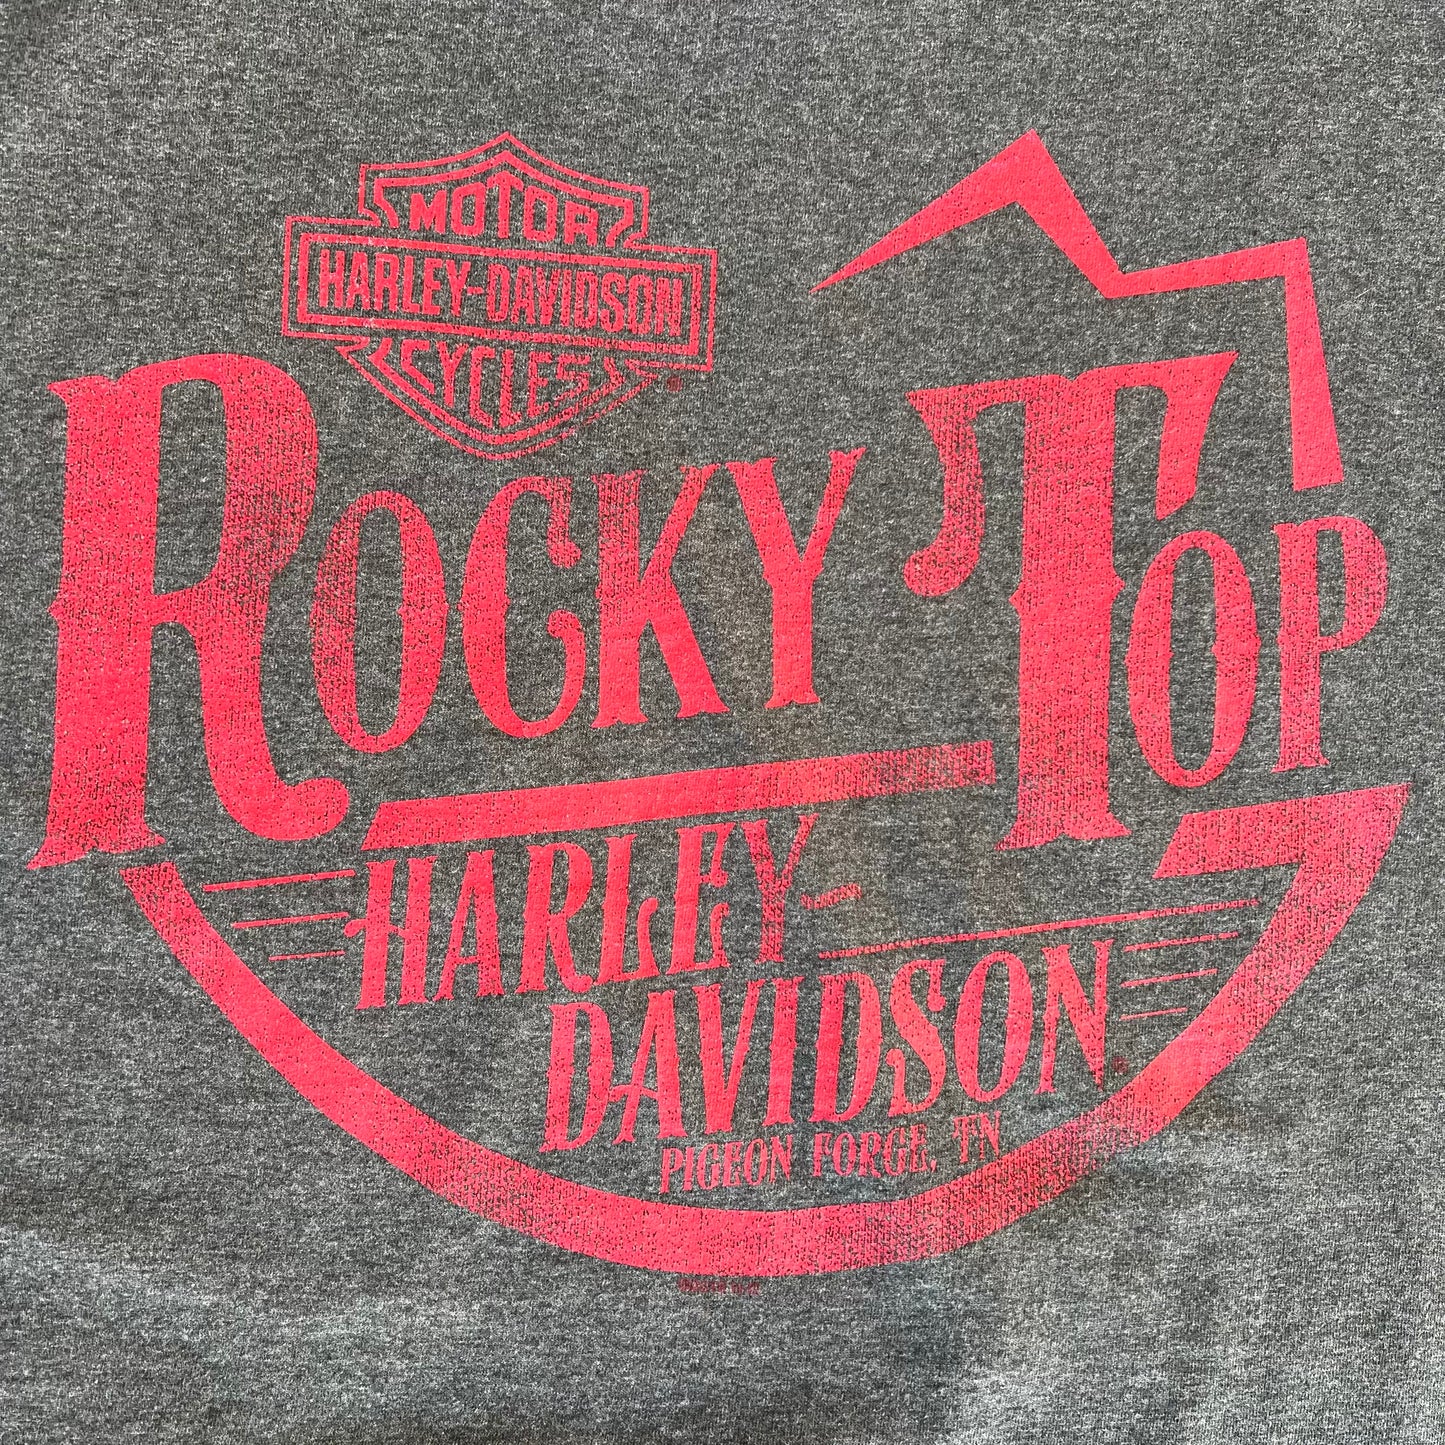 MOTOR
HARLEY-DAVIDSON
CYCLES
®
ROCKY TOP
HARLEY-
DAVIDSON®
PIGEON FORGE, TN